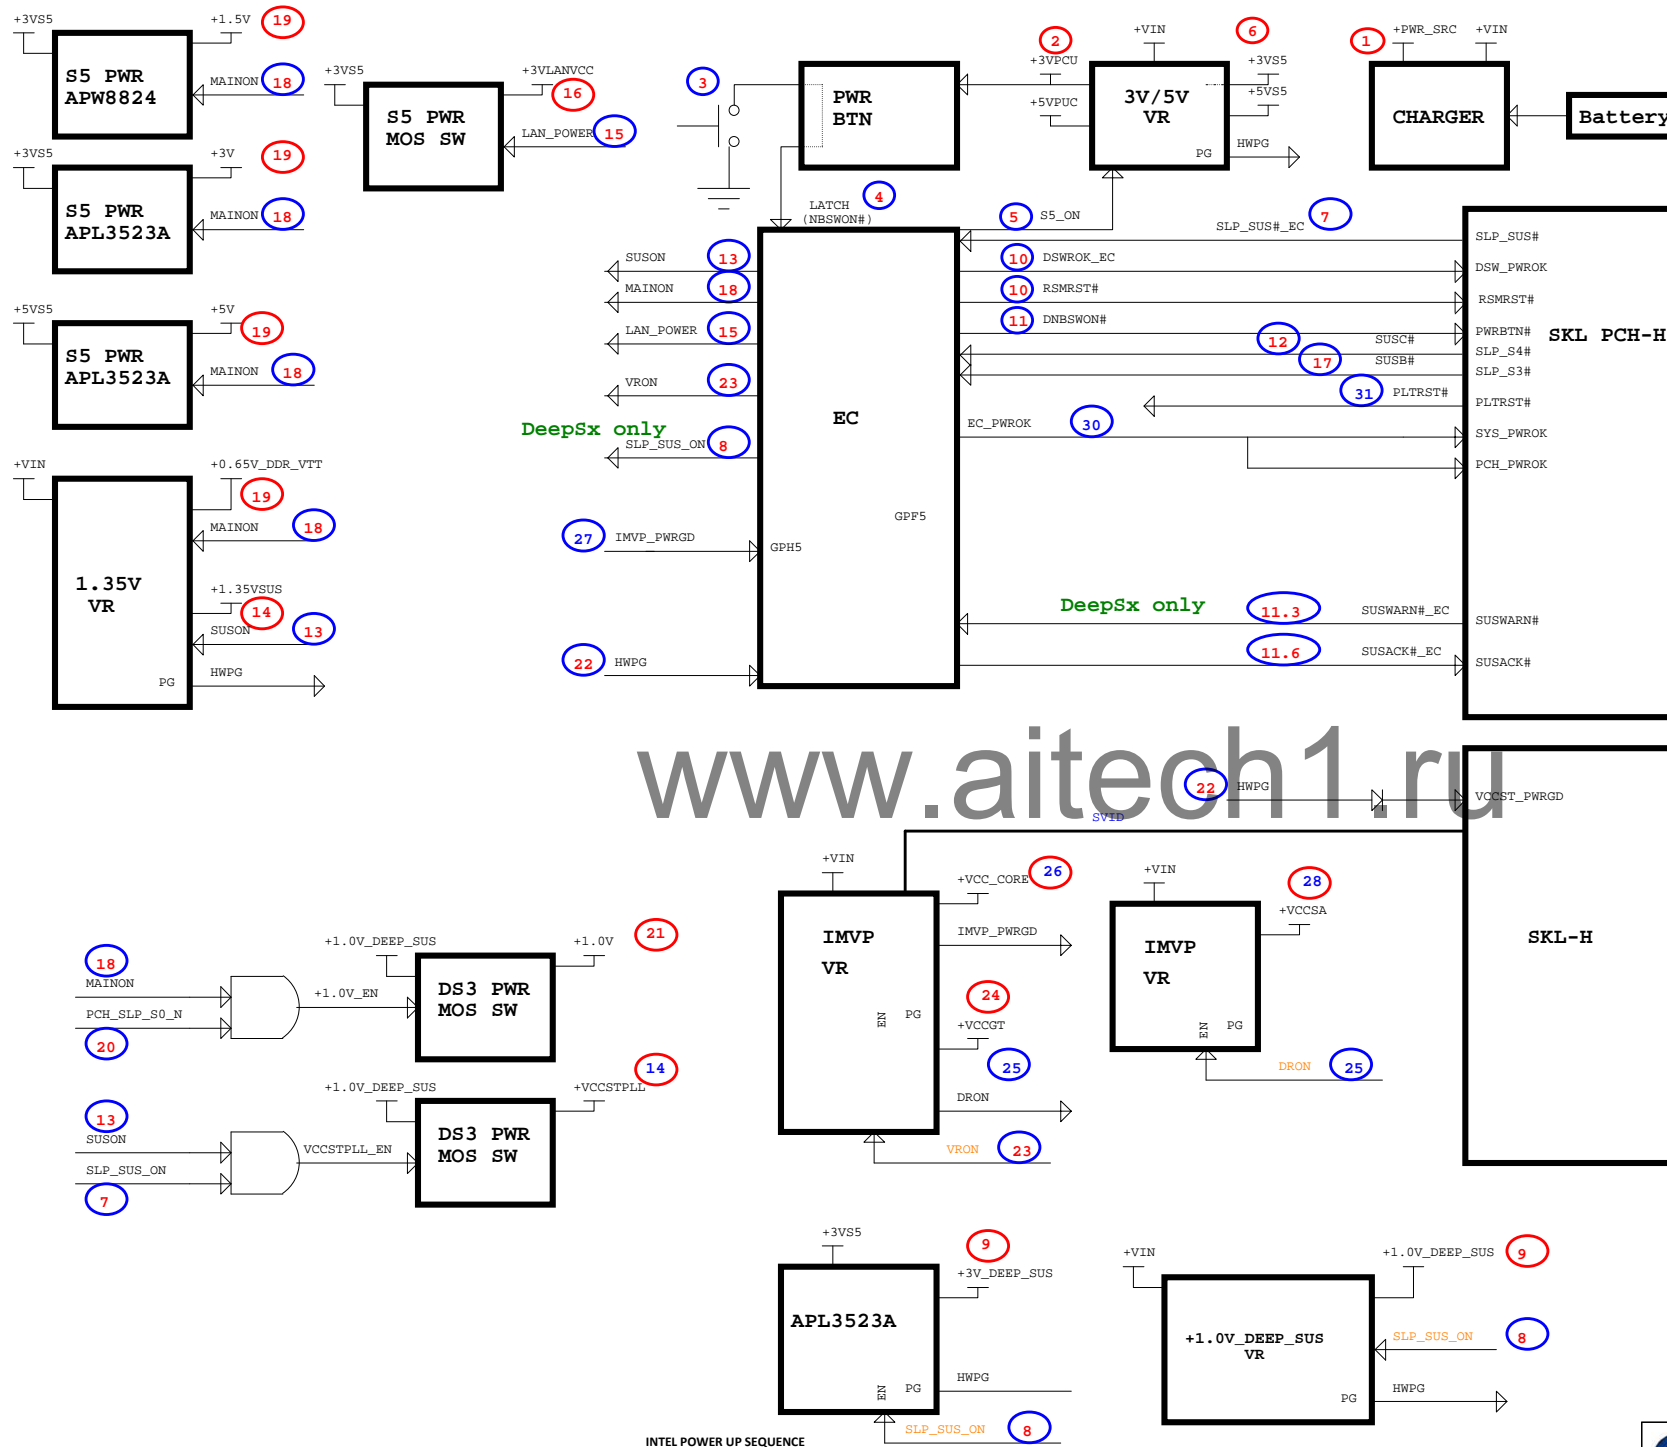 +3VS5
+1.5V
19
S5 PWR
APW8824
MAINON
18
+3VS5
+3V
19
S5 PWR
APL3523A
MAINON
18
+5VS5
+5V
19
S5 PWR
APL3523A
MAINON
18
+VIN
+0.65V_DDR_VTT
19
MAINON
18
1.35V
VR
+1.35VSUS
14
SUSON
13
PG
HWPG
+3VS5
+3VLANVCC
16
S5 PWR
MOS SW
LAN_POWER
15
3
PWR
BTN
LATCH
(NBSWON#)
4
2
+3VPCU
+5VPUC
+VIN
6
+3VS5
+5VS5
3V/5V
VR
PG
HWPG
1
+PWR_SRC
+VIN
CHARGER
Battery
5
S5_ON
SLP_SUS#_EC
7
SLP_SUS#
SUSON
13
10
DSWROK_EC
DSW_PWROK
MAINON
18
10
RSMRST#
RSMRST#
LAN_POWER
15
11
DNBSWON#
PWRBTN#
12
SUSC#
SLP_S4#
SKL PCH-H
17
SUSB#
SLP_S3#
VRON
23
31
PLTRST#
PLTRST#
EC
EC_PWROK
30
SYS_PWROK
PCH_PWROK
DeepSx only
SLP_SUS_ON
8
GPF5
27
IMVP_PWRGD
GPH5
DeepSx only
11.3
SUSWARN#_EC
SUSWARN#
22
HWPG
11.6
SUSACK#_EC
SUSACK#
www.aitech1.ru
22
HWPG
VCCST_PWRGD
SVID
SKL-H
+VIN
+VCC_CORE
26
IMVP
VR
IMVP_PWRGD
24
+VCCGT
25
EN
PG
DRON
VRON
23
+VIN
28
+VCCSA
IMVP
VR
EN
PG
DRON
25
18
MAINON
PCH_SLP_S0_N
20
+1.0V_EN
+1.0V_DEEP_SUS
+1.0V
21
DS3 PWR
MOS SW
13
SUSON
SLP_SUS_ON
7
VCCSTPLL_EN
+1.0V_DEEP_SUS
+VCCSTPLL
14
DS3 PWR
MOS SW
+3VS5
9
+3V_DEEP_SUS
APL3523A
EN
PG
HWPG
SLP_SUS_ON
8
+VIN
+1.0V_DEEP_SUS
9
+1.0V_DEEP_SUS
VR
SLP_SUS_ON
8
PG
HWPG
INTEL POWER UP SEQUENCE